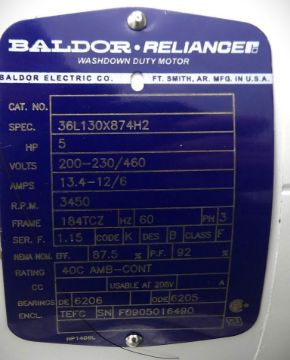 BALDOR • RELIANCE
WASHDOWN DUTY MOTOR
BALDOR ELECTRIC CO. FT. SMITH, AR. MFG. IN U.S.A.
CAT. NO.
SPEC. 36L130X874H2
HP 5
VOLTS 200-230/460
AMPS 13.4-12/6
R.P.M. 3450
FRAME 184TCZ HZ 60 PH 3
SER. F. 1.15 CODE K DES B CLASS F
NEMA NOM. EFF. 87.5 % P.F. 92 %
RATING 40C AMB-CONT
CC USABLE AT 208V A
BEARINGS DE 6206 ODE 6205
ENCL. TEFC SN F0905016490